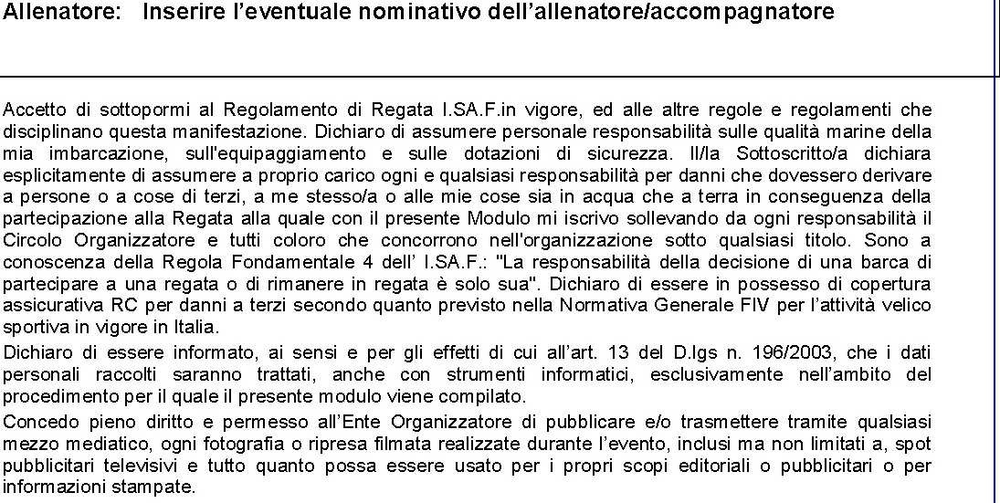 Allenatore: Inserire l’eventuale nominativo dell’allenatore/accompagnatore
Accetto di sottopormi al Regolamento di Regata I.SA.F.in vigore, ed alle altre regole e regolamenti che
disciplinano questa manifestazione. Dichiaro di assumere personale responsabilità sulle qualità marine della
mia imbarcazione, sull'equipaggiamento e sulle dotazioni di sicurezza. Il/la Sottoscritto/a dichiara
esplicitamente di assumere a proprio carico ogni e qualsiasi responsabilità per danni che dovessero derivare
a persone o a cose di terzi, a me stesso/a o alle mie cose sia in acqua che a terra in conseguenza della
partecipazione alla Regata alla quale con il presente Modulo mi iscrivo sollevando da ogni responsabilità il
Circolo Organizzatore e tutti coloro che concorrono nell'organizzazione sotto qualsiasi titolo. Sono a
conoscenza della Regola Fondamentale 4 dell’ I.SA.F.: "La responsabilità della decisione di una barca di
partecipare a una regata o di rimanere in regata è solo sua". Dichiaro di essere in possesso di copertura
assicurativa RC per danni a terzi secondo quanto previsto nella Normativa Generale FIV per l’attività velico
sportiva in vigore in Italia.
Dichiaro di essere informato, ai sensi e per gli effetti di cui all’art. 13 del D.lgs n. 196/2003, che i dati
personali raccolti saranno trattati, anche con strumenti informatici, esclusivamente nell’ambito del
procedimento per il quale il presente modulo viene compilato.
Concedo pieno diritto e permesso all’Ente Organizzatore di pubblicare e/o trasmettere tramite qualsiasi
mezzo mediatico, ogni fotografia o ripresa filmata realizzate durante l’evento, inclusi ma non limitati a, spot
pubblicitari televisivi e tutto quanto possa essere usato per i propri scopi editoriali o pubblicitari o per
informazioni stampate.